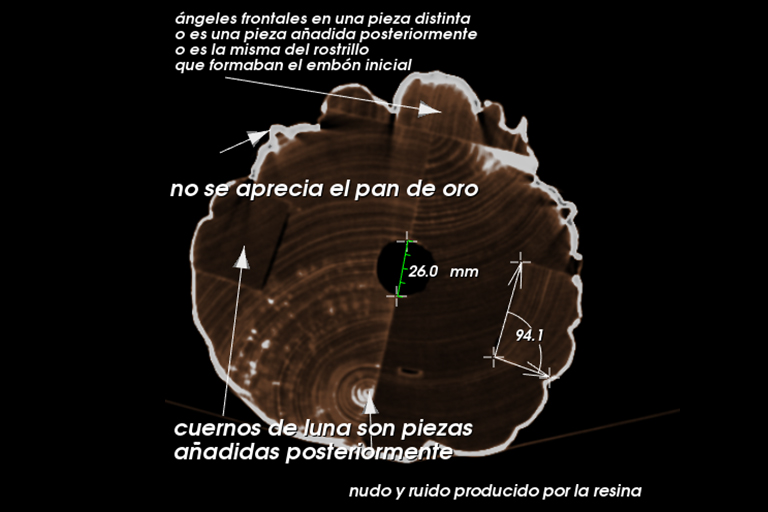 ángeles frontales en una pieza distinta
o es una pieza añadida posteriormente
o es la misma del rostrillo
que formaban el embón inicial
no se aprecia el pan de oro
26.0 mm
94.1
cuernos de luna son piezas
añadidas posteriormente
nudo y ruido producido por la resina